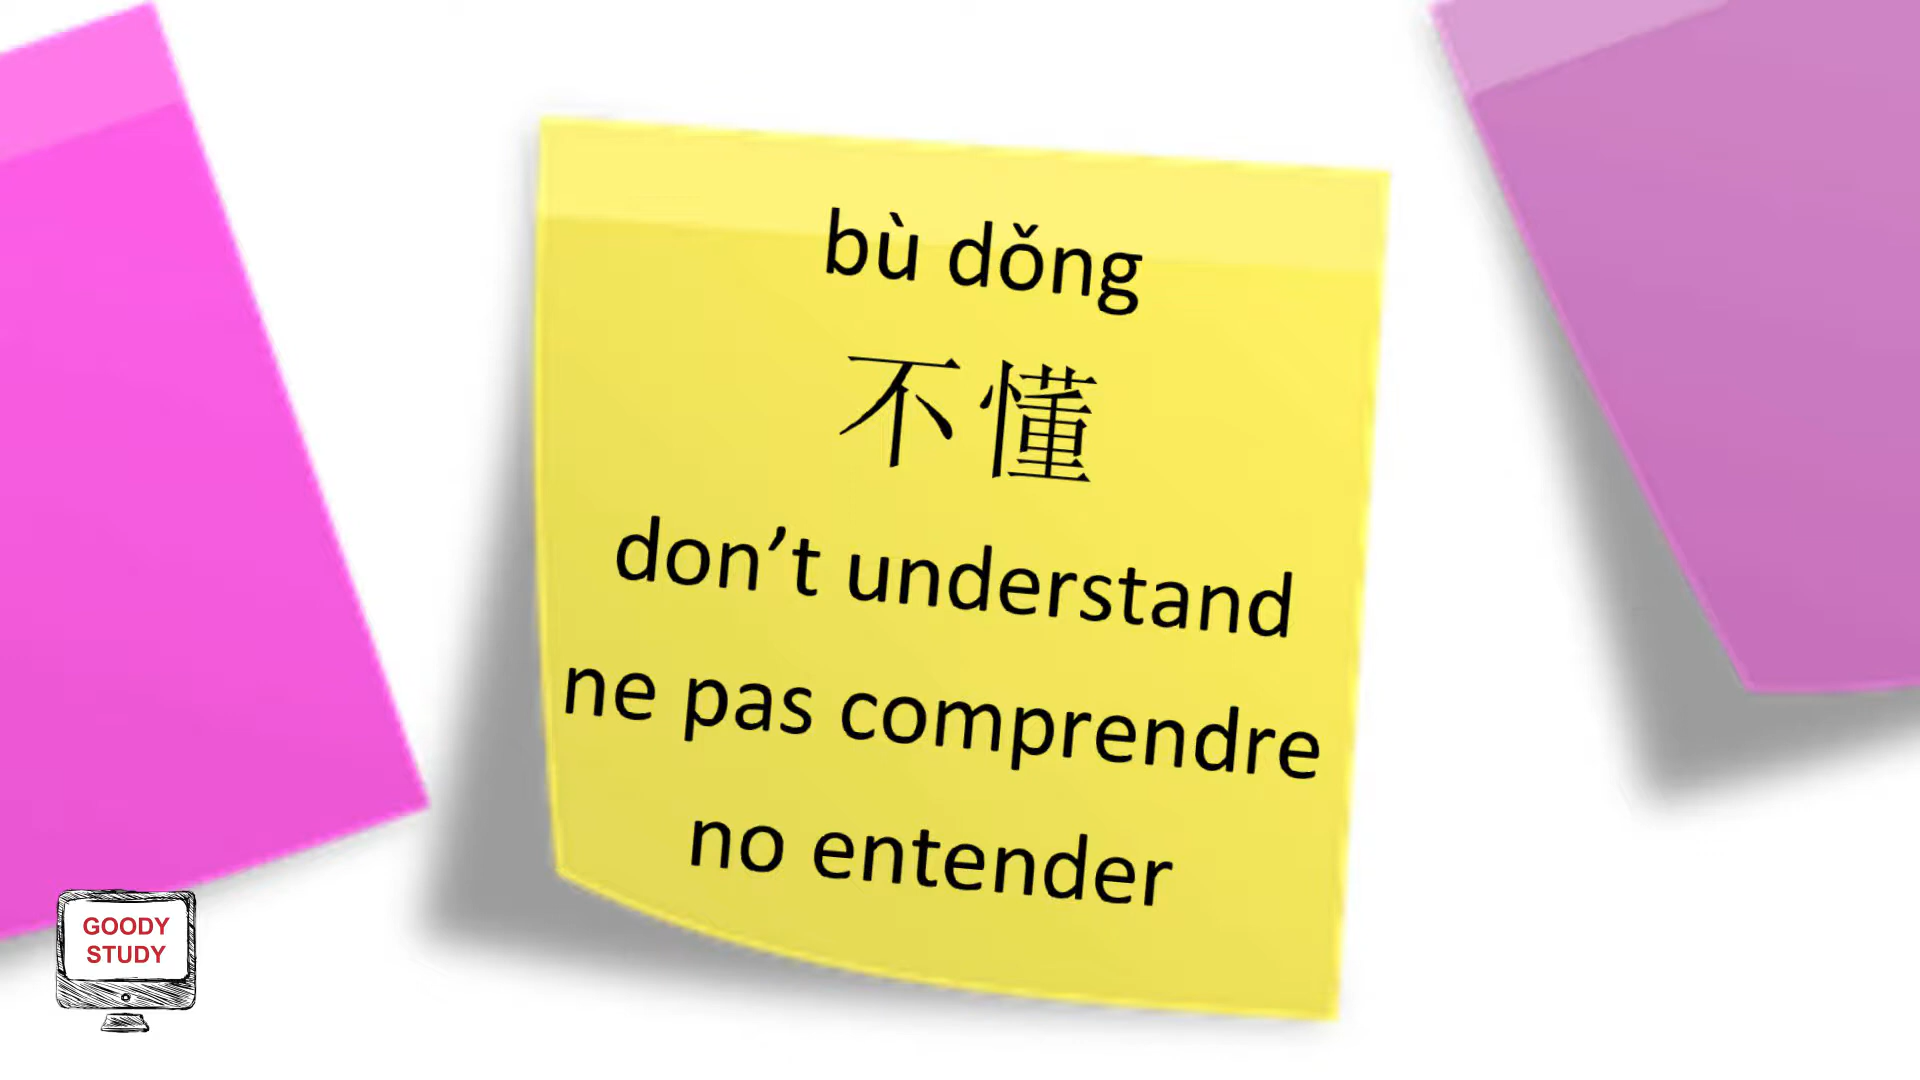 bù dǒng
不懂
don’t understand
ne pas comprendre
no entender
GOODY
STUDY